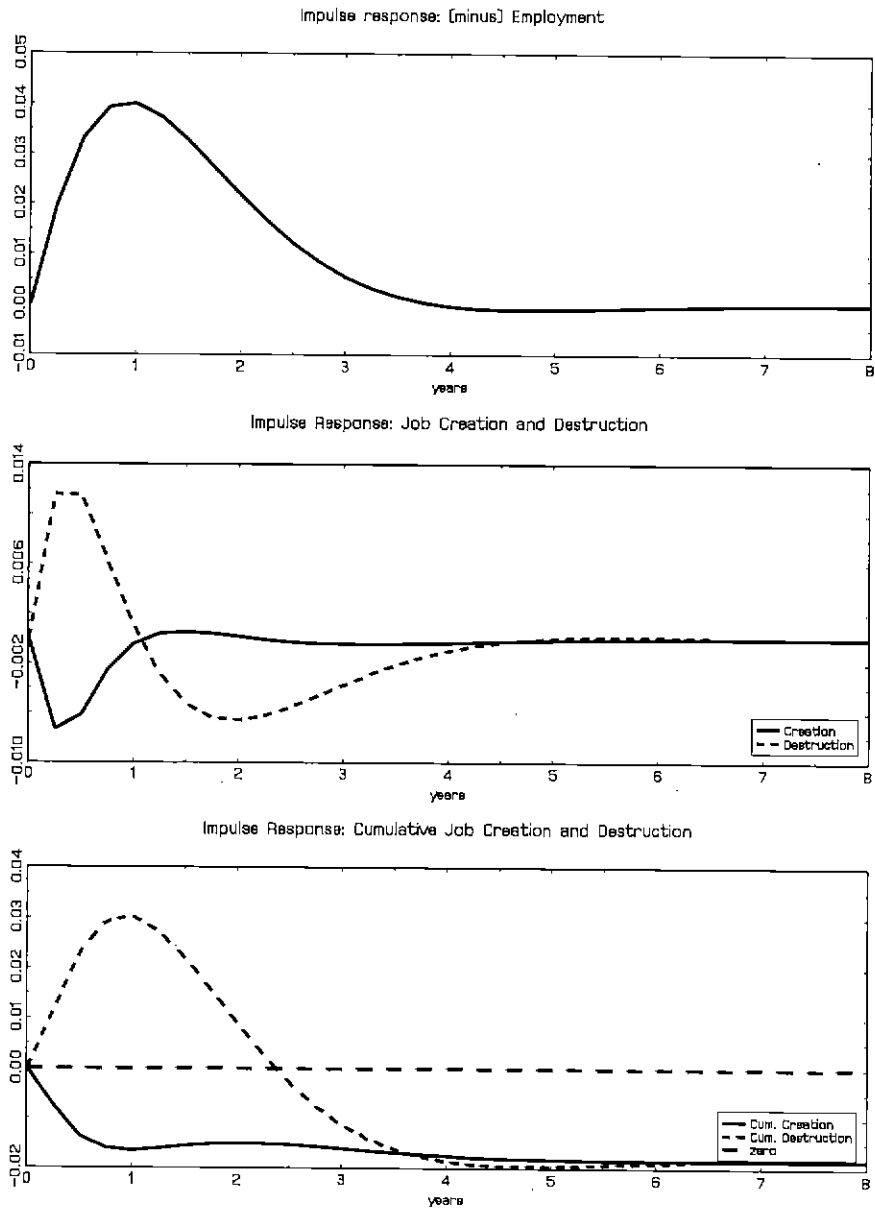 Impulse response: (minus) Employment
0.05
0.04
0.03
0.02
0.01
0.00
-0.01
0 1 2 3 4 5 6 7 8
years
Impulse Response: Job Creation and Destruction
0.014
0.006
-0.002
-0.010
0 1 2 3 4 5 6 7 8
Creation
Destruction
years
Impulse Response: Cumulative Job Creation and Destruction
0.04
0.03
0.02
0.01
0.00
-0.02
0 1 2 3 4 5 6 7 8
Cum. Creation
Cum. Destruction
zero
years